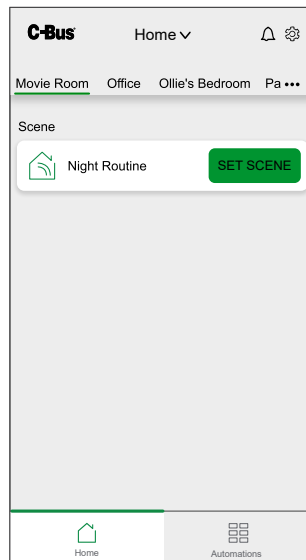 C-Bus Home
Movie Room Office Ollie's Bedroom Pa •••
Scene
Night Routine SET SCENE
Home Automations